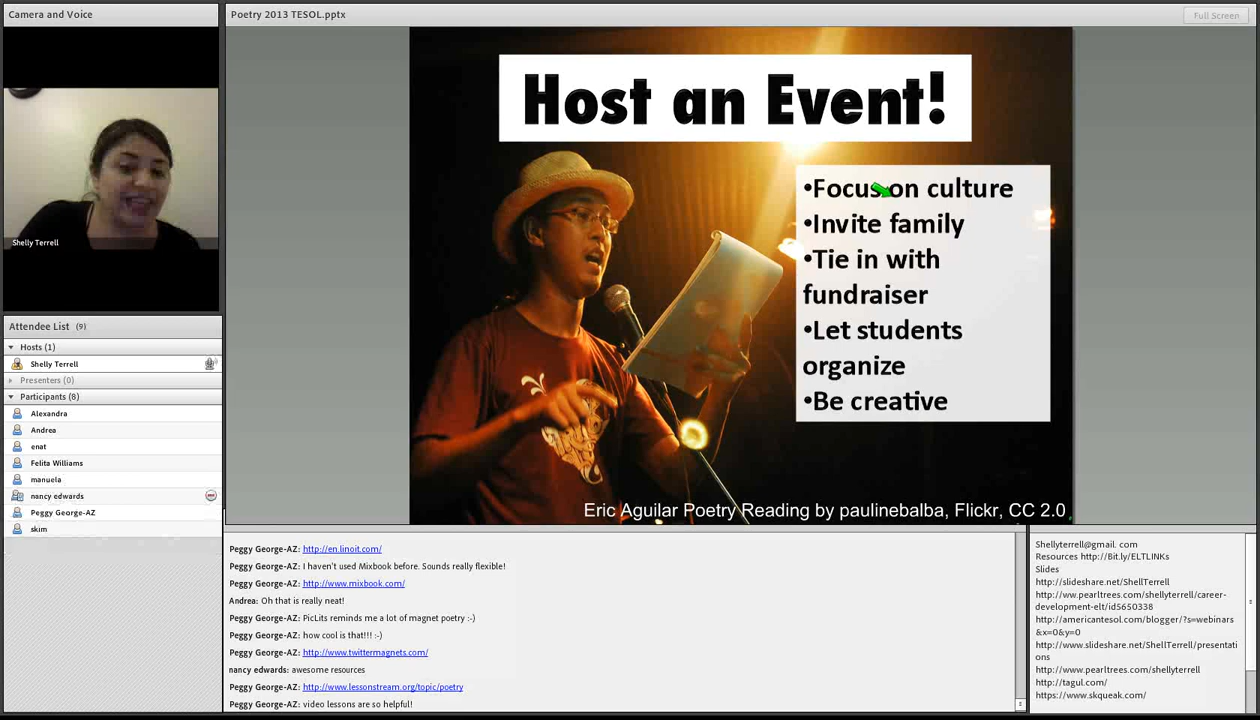 Camera and Voice
Shelly Terrell
Attendee List (9)
Hosts (1)
Shelly Terrell
Presenters (0)
Participants (8)
Alexandra
Andrea
enat
Felita Williams
manuela
nancy edwards
Peggy George-AZ
skim
Poetry 2013 TESOL.pptx
Full Screen
Host an Event!
•Focus on culture
•Invite family
•Tie in with
fundraiser
•Let students
organize
•Be creative
Eric Aguilar Poetry Reading by paulinebalba, Flickr, CC 2.0
Peggy George-AZ: http://en.linoit.com/
Peggy George-AZ: I haven't used Mixbook before. Sounds really flexible!
Peggy George-AZ: http://www.mixbook.com/
Andrea: Oh that is really neat!
Peggy George-AZ: PicLits reminds me a lot of magnet poetry :-)
Peggy George-AZ: how cool is that!!! :-)
Peggy George-AZ: http://www.twittermagnets.com/
nancy edwards: awesome resources
Peggy George-AZ: http://www.lessonstream.org/topic/poetry
Peggy George-AZ: video lessons are so helpful!
Shellyterrell@gmail. com
Resources http://Bit.ly/ELTLINKs
Slides
http://slideshare.net/ShellTerrell
http://ww.pearltrees.com/shellyterrell/career-
development-elt/id5650338
http://americantesol.com/blogger/?s=webinars
&x=0&y=0
http://www.slideshare.net/ShellTerrell/presentati
ons
http://www.pearltrees.com/shellyterrell
http://tagul.com/
https://www.skqueak.com/